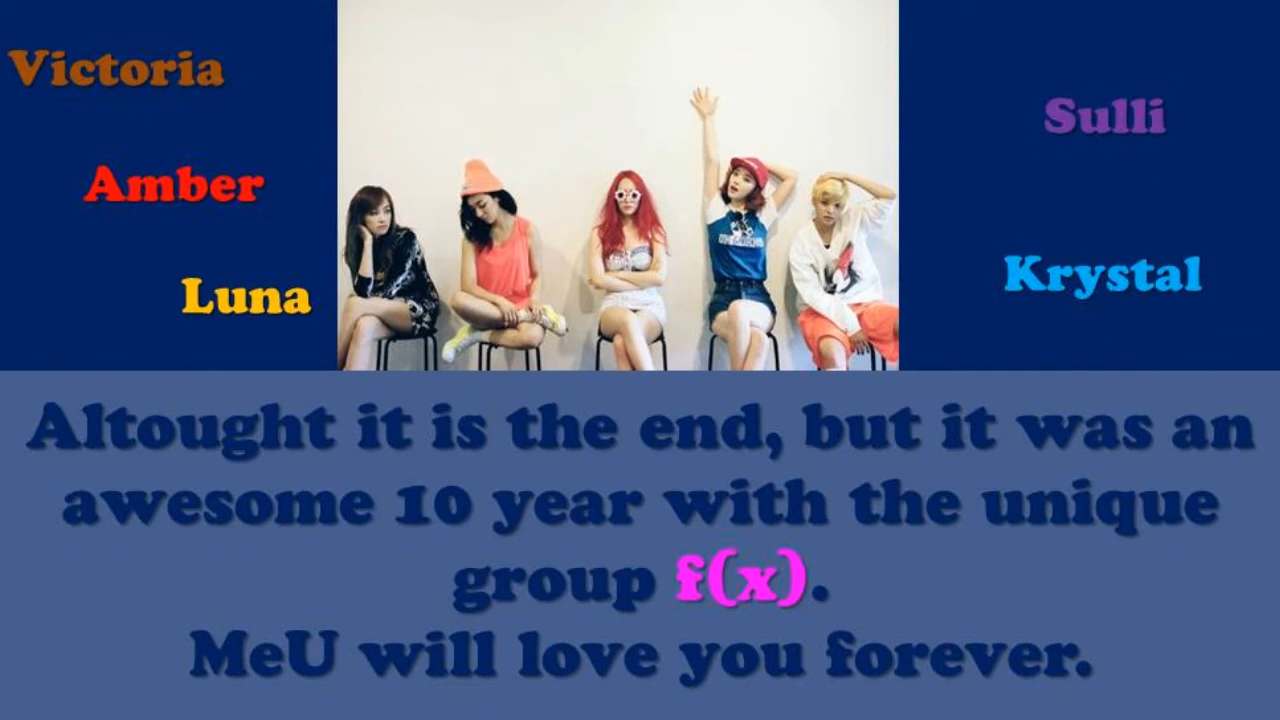 Victoria
Amber
Luna
Sulli
Krystal
Altought it is the end, but it was an
awesome 10 year with the unique
group f(x).
MeU will love you forever.